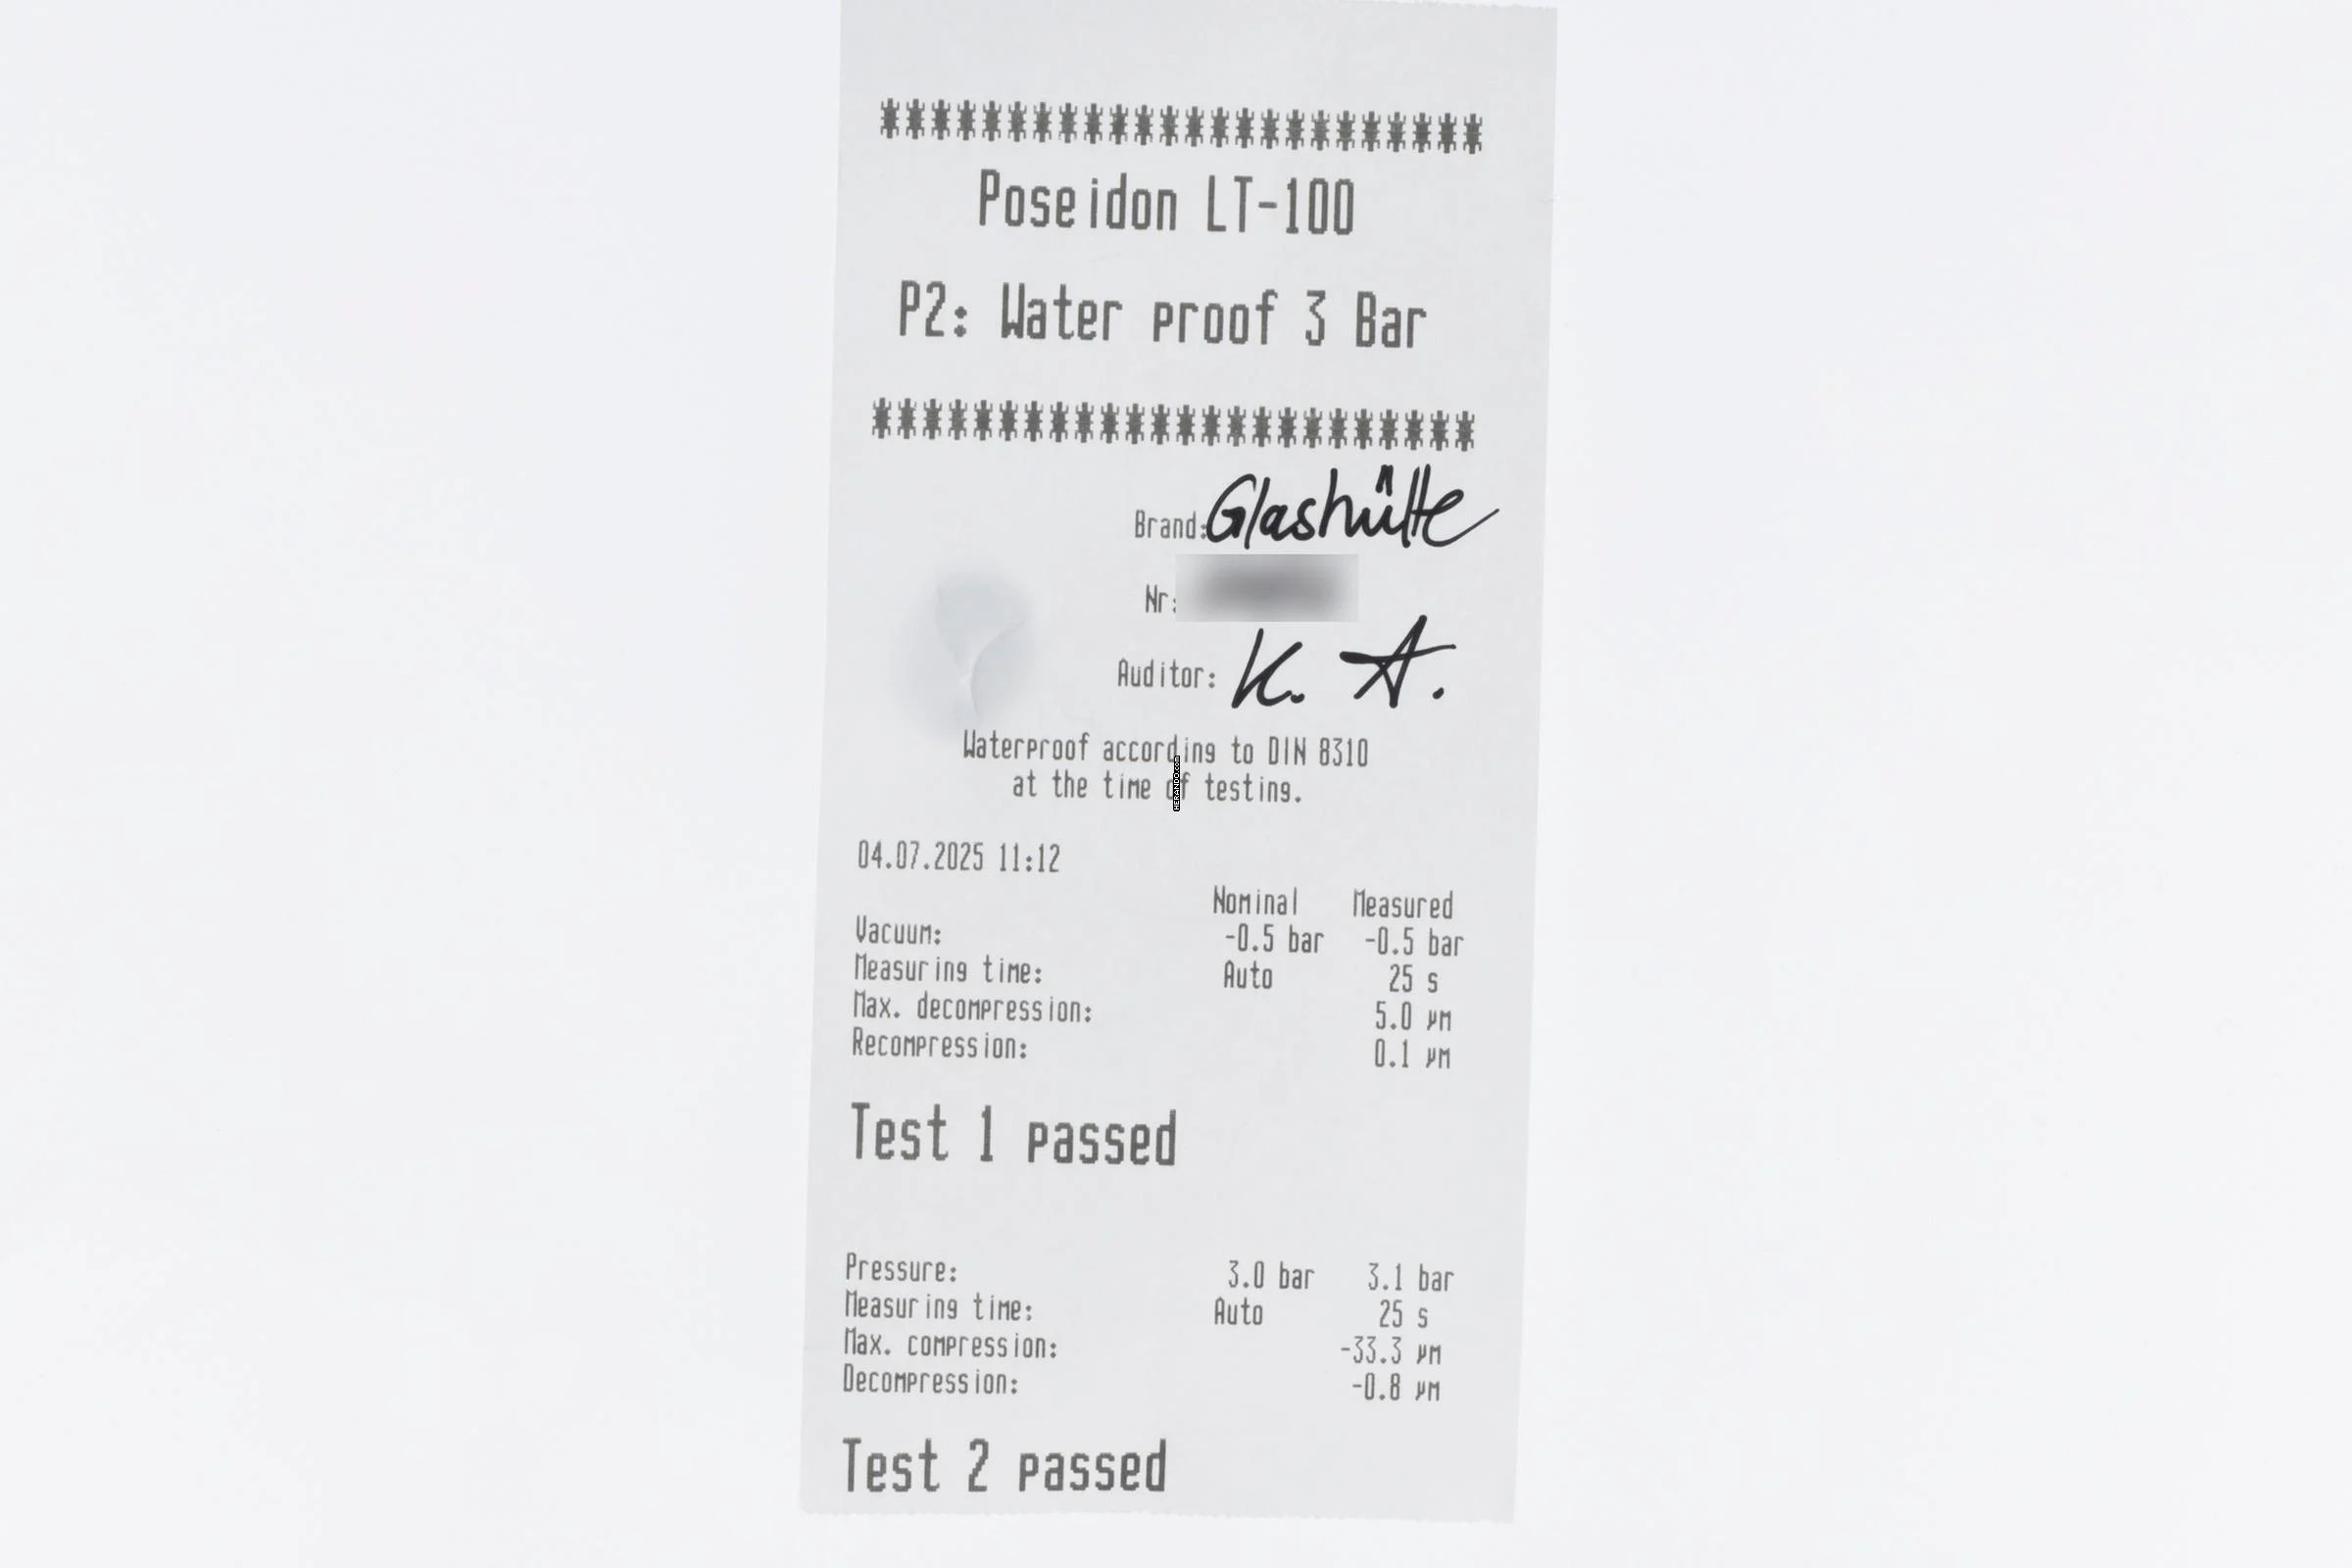 ************************
Poseidon LT-100
P2: Water proof 3 Bar
************************
Brand: Glashütte
Nr:
Auditor: K. A.
Waterproof according to DIN 8310
at the time of testing.
HERANDO.com
04.07.2025 11:12
Nominal Measured
Vacuum: -0.5 bar -0.5 bar
Measuring time: Auto 25 s
Max. decompression: 5.0 µm
Recompression: 0.1 µm
Test 1 passed
Pressure: 3.0 bar 3.1 bar
Measuring time: Auto 25 s
Max. compression: -33.3 µm
Decompression: -0.8 µm
Test 2 passed